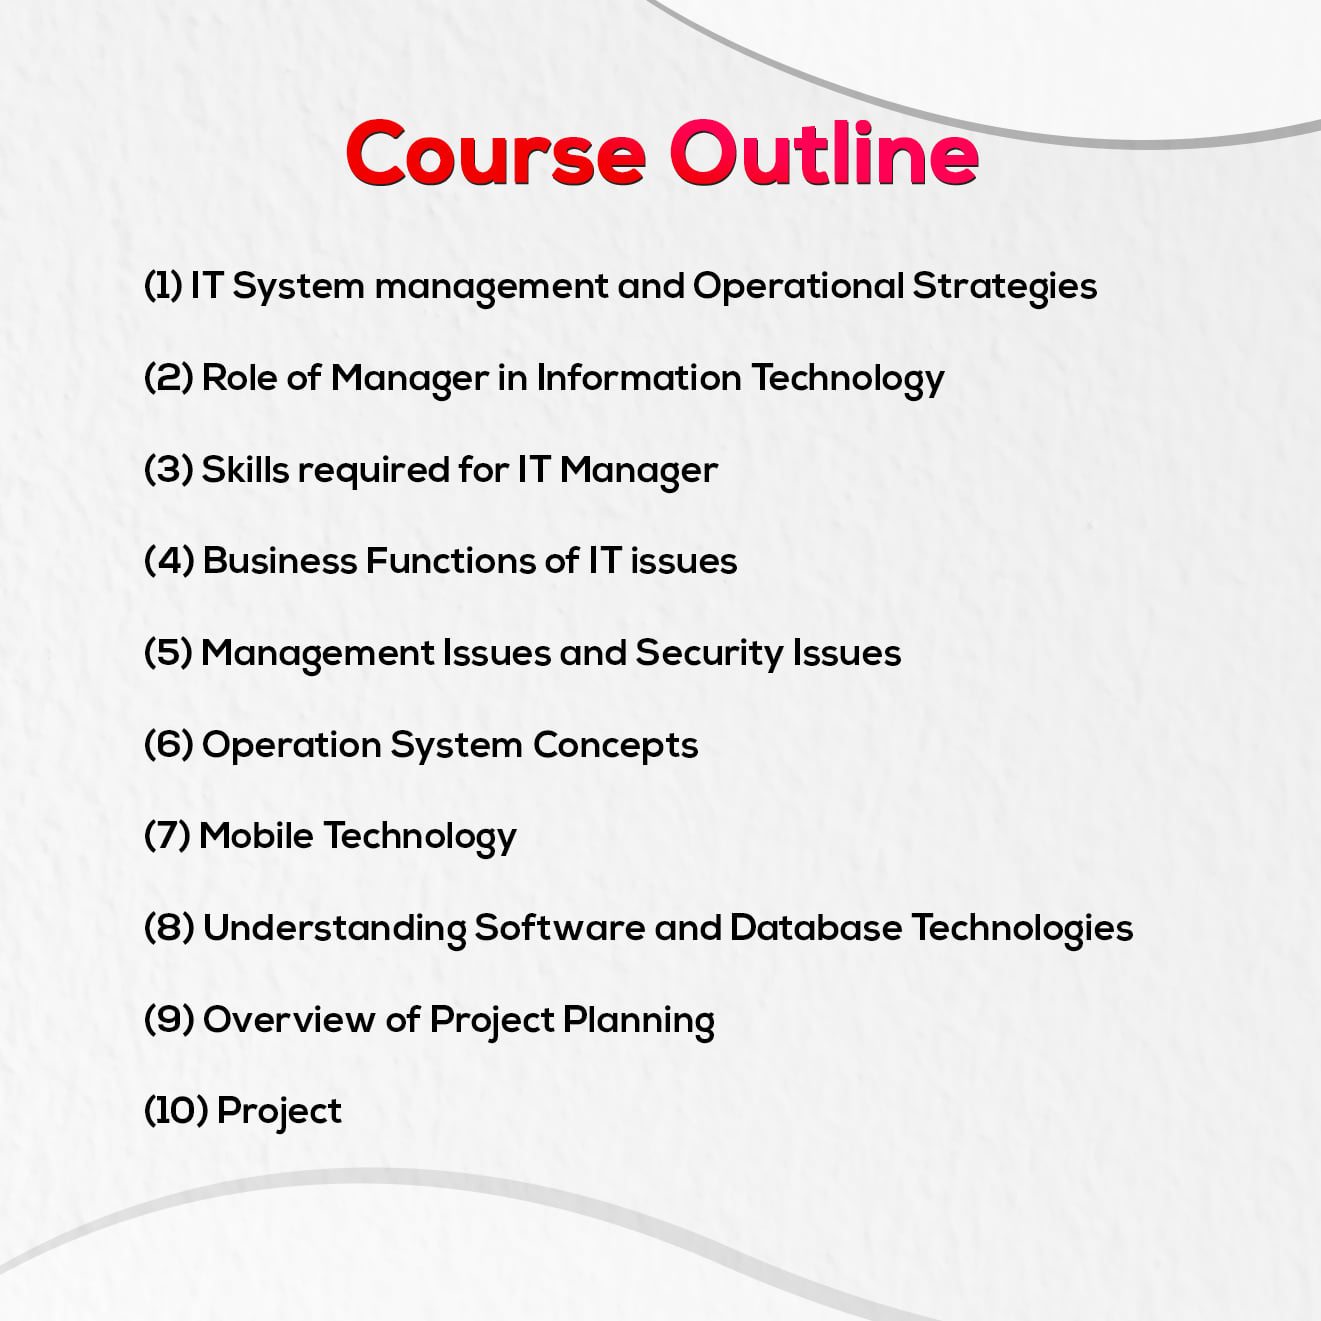 Course Outline
(1) IT System management and Operational Strategies
(2) Role of Manager in Information Technology
(3) Skills required for IT Manager
(4) Business Functions of IT issues
(5) Management Issues and Security Issues
(6) Operation System Concepts
(7) Mobile Technology
(8) Understanding Software and Database Technologies
(9) Overview of Project Planning
(10) Project